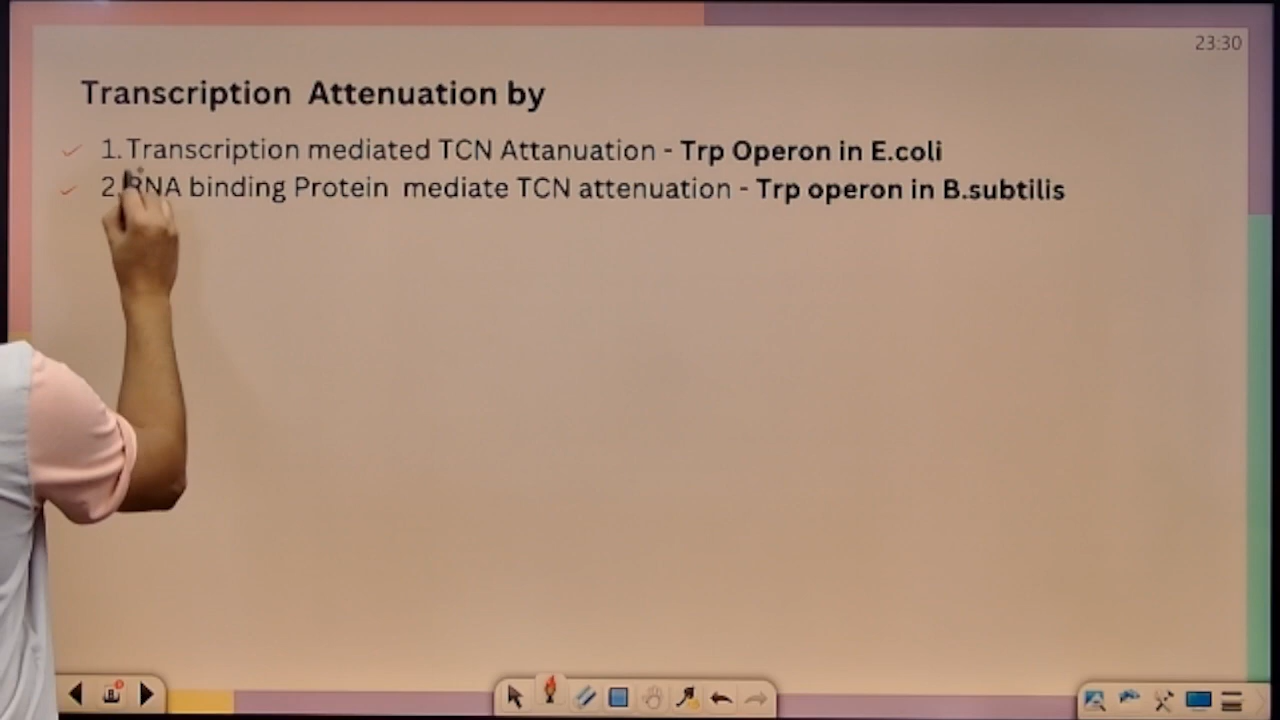 23:30
Transcription Attenuation by
1. Transcription mediated TCN Attanuation - Trp Operon in E.coli
2. RNA binding Protein mediate TCN attenuation - Trp operon in B.subtilis